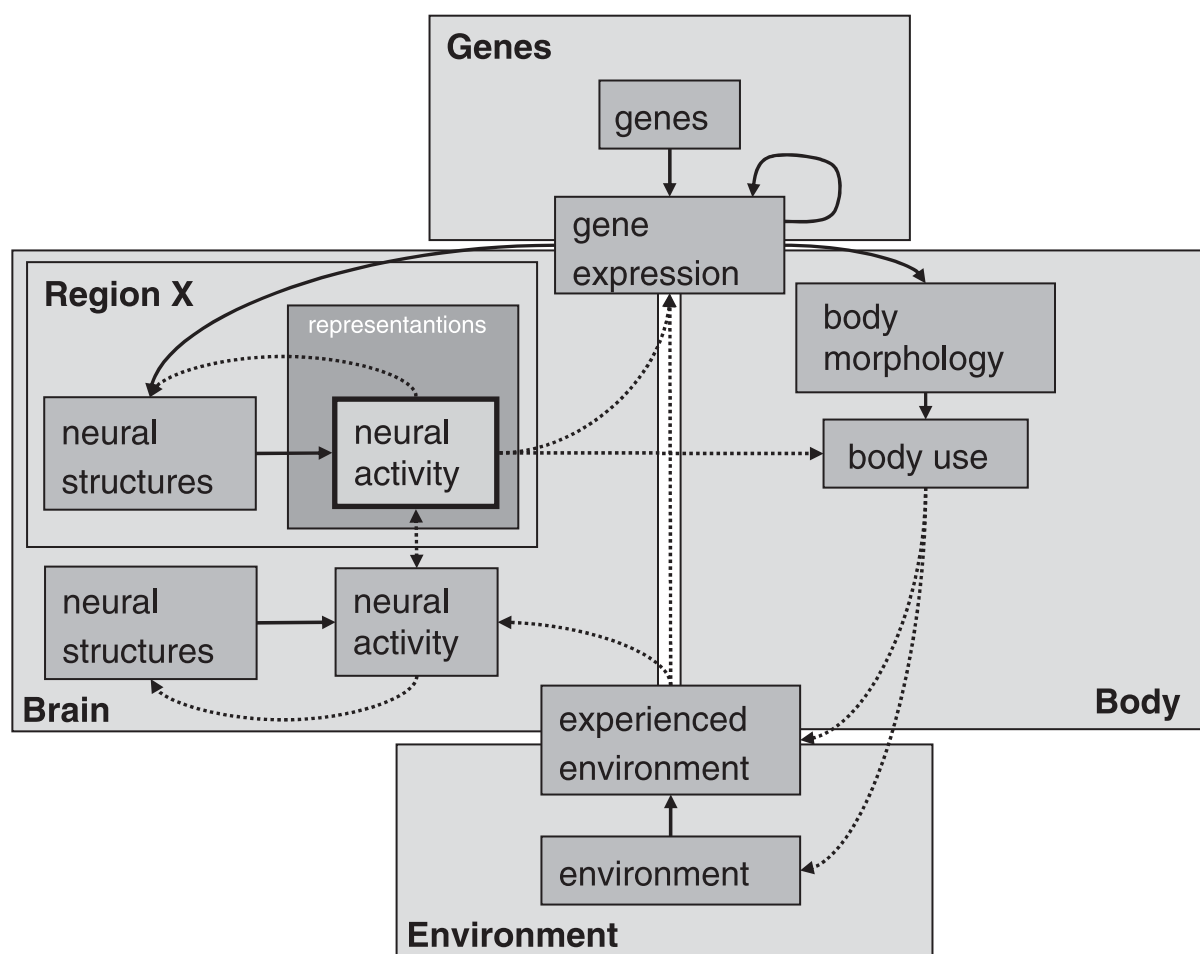 Genes
genes
gene
expression
Region X
representantions
body
morphology
neural
structures
neural
activity
body use
neural
structures
neural
activity
Brain
Body
experienced
environment
environment
Environment